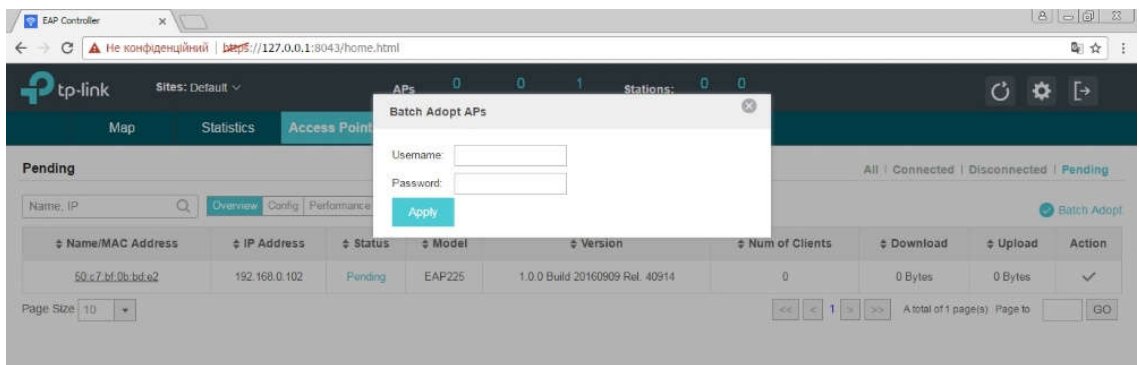 EAP Controller
Не конфіденційний | https://127.0.0.1:8043/home.html
tp-link Sites: Default APs 0 0 1 Stations: 0 0
Map Statistics Access Point
Batch Adopt APs
Username:
Password:
Apply
Pending All | Connected | Disconnected | Pending
Name, IP Overview Config Performance Batch Adopt
Name/MAC Address IP Address Status Model Version Num of Clients Download Upload Action
50:c7:bf:0b:bd:e2 192.168.0.102 Pending EAP225 1.0.0 Build 20160909 Rel. 40914 0 0 Bytes 0 Bytes
Page Size 10 << < 1 > >> A total of 1 page(s) Page to GO